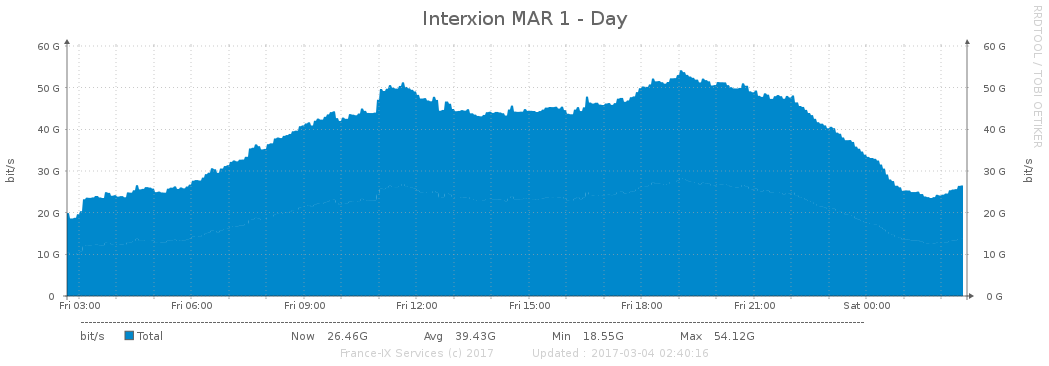 Interxion MAR 1 - Day
RRDTOOL / TOBI OETIKER
60 G 60 G
50 G 50 G
40 G 40 G
30 G 30 G
20 G 20 G
10 G 10 G
0 0 G
bit/s bit/s
Fri 03:00 Fri 06:00 Fri 09:00 Fri 12:00 Fri 15:00 Fri 18:00 Fri 21:00 Sat 00:00
bit/s Total Now 26.46G Avg 39.43G Min 18.55G Max 54.12G
France-IX Services (c) 2017 Updated : 2017-03-04 02:40:16